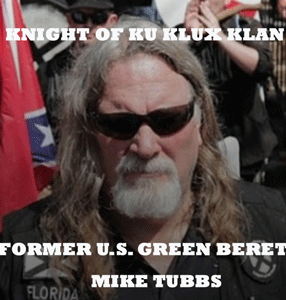 KNIGHT OF KU KLUX KLAN
FORMER U.S. GREEN BERET
MIKE TUBBS
FLORIDA